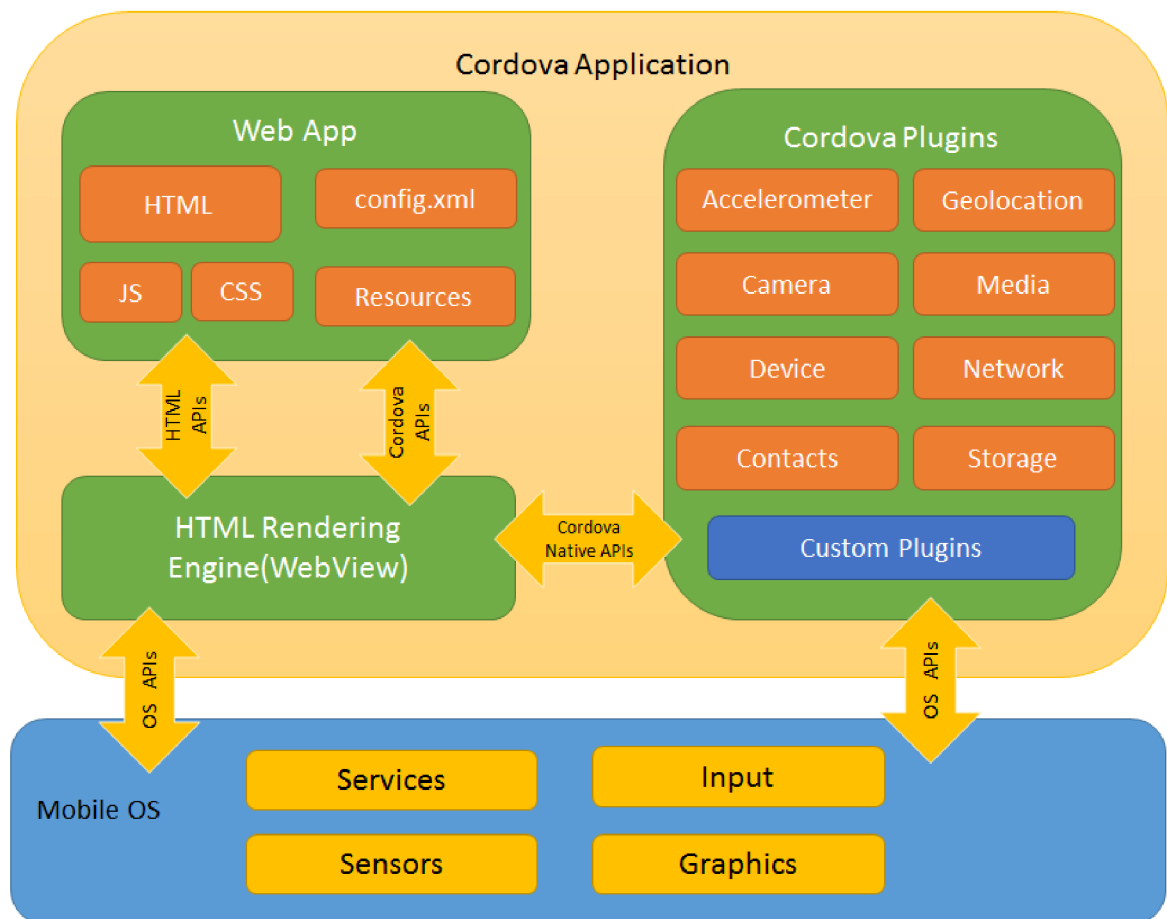 Cordova Application
Web App
HTML
config.xml
JS
CSS
Resources
HTML
APIs
Cordova
APIs
HTML Rendering
Engine(WebView)
Cordova
Native APIs
Cordova Plugins
Accelerometer
Geolocation
Camera
Media
Device
Network
Contacts
Storage
Custom Plugins
OS APIs
OS APIs
Mobile OS
Services
Input
Sensors
Graphics